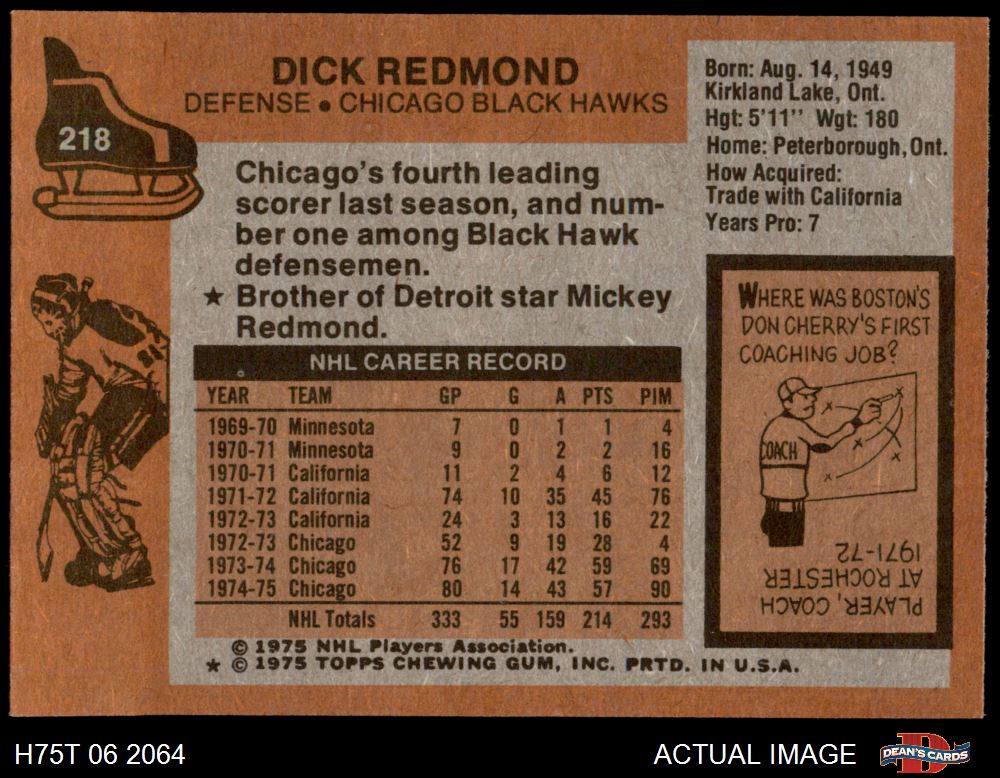 218
DICK REDMOND
DEFENSE • CHICAGO BLACK HAWKS
Born: Aug. 14, 1949
Kirkland Lake, Ont.
Hgt: 5'11'' Wgt: 180
Home: Peterborough, Ont.
How Acquired:
Trade with California
Years Pro: 7
Chicago's fourth leading
scorer last season, and num-
ber one among Black Hawk
defensemen.
★ Brother of Detroit star Mickey
Redmond.
NHL CAREER RECORD
YEAR TEAM GP G A PTS PIM
1969-70 Minnesota 7 0 1 1 4
1970-71 Minnesota 9 0 2 2 16
1970-71 California 11 2 4 6 12
1971-72 California 74 10 35 45 76
1972-73 California 24 3 13 16 22
1972-73 Chicago 52 9 19 28 4
1973-74 Chicago 76 17 42 59 69
1974-75 Chicago 80 14 43 57 90
NHL Totals 333 55 159 214 293
© 1975 NHL Players Association.
★ © 1975 TOPPS CHEWING GUM, INC. PRTD. IN U.S.A.
WHERE WAS BOSTON'S
DON CHERRY'S FIRST
COACHING JOB?
COACH
PLAYER, COACH
AT ROCHESTER
1971-72
H75T 06 2064
ACTUAL IMAGE
D
DEAN'S CARDS